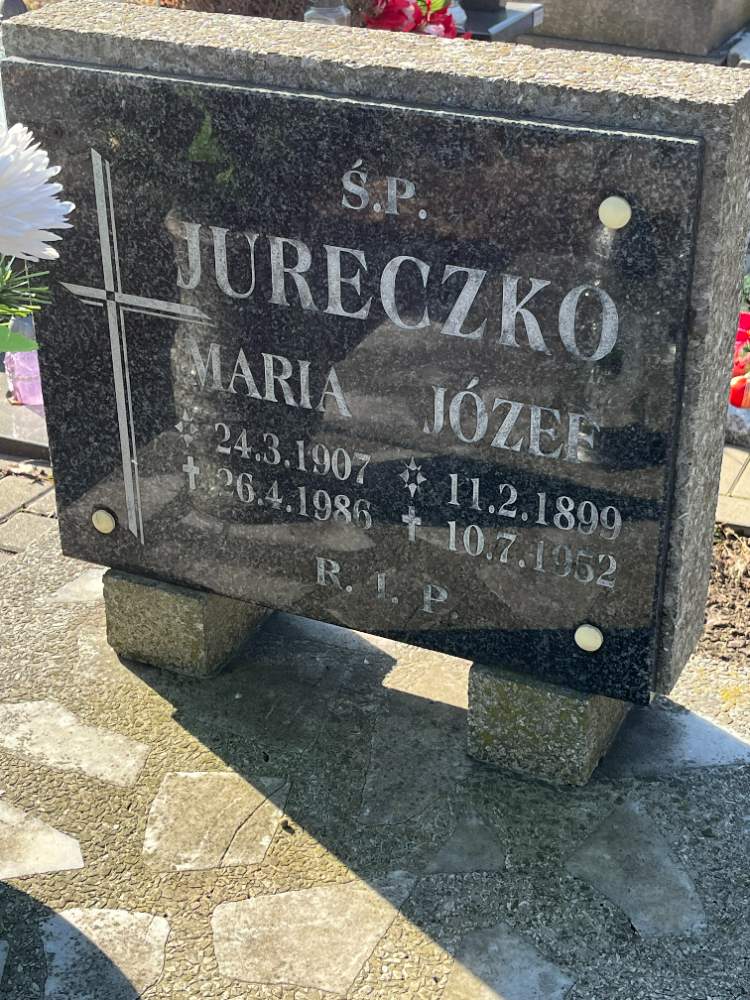 Ś.P.
JURECZKO
MARIA JÓZEF
24.3.1907 11.2.1899
26.4.1986 10.7.1952
R. I. P.